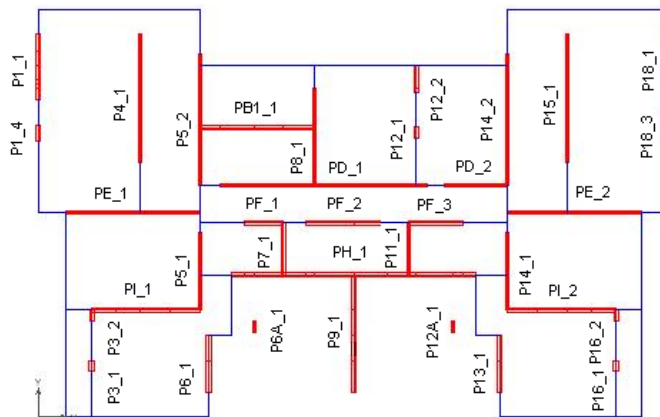 P1_1
P1_4
P4_1
P5_2
PB1_1
P8_1
PD_1
P12_1
P12_2
P14_2
PD_2
P15_1
P18_1
P18_3
PE_1
PF_1
PF_2
PF_3
PE_2
P7_1
PH_1
P11_1
PI_1
P5_1
P14_1
PI_2
P3_2
P3_1
P6_1
P6A_1
P9_1
P12A_1
P13_1
P16_2
P16_1